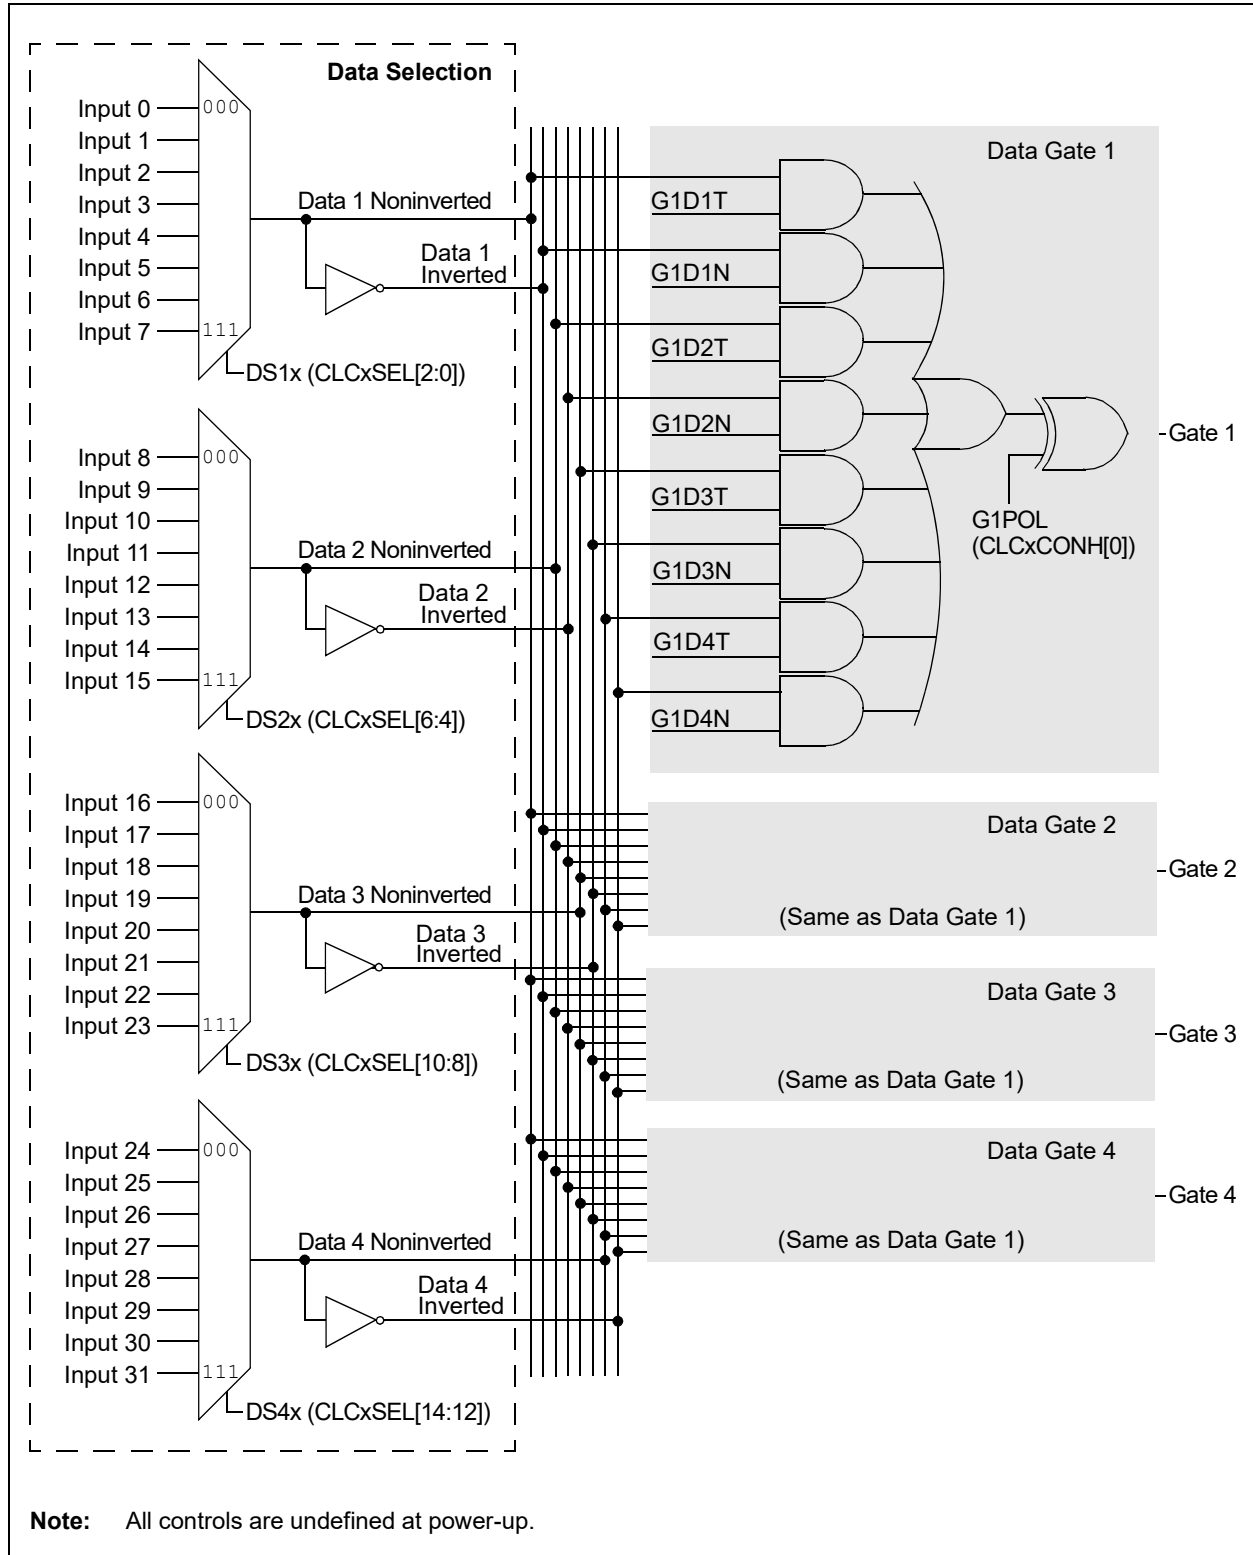 Data Selection
Input 0
000
Input 1
Input 2
Input 3
Input 4
Input 5
Input 6
Input 7
111
DS1x (CLCxSEL[2:0])
Data 1 Noninverted
Data 1
Inverted
Input 8
000
Input 9
Input 10
Input 11
Input 12
Input 13
Input 14
Input 15
111
DS2x (CLCxSEL[6:4])
Data 2 Noninverted
Data 2
Inverted
Input 16
000
Input 17
Input 18
Input 19
Input 20
Input 21
Input 22
Input 23
111
DS3x (CLCxSEL[10:8])
Data 3 Noninverted
Data 3
Inverted
Input 24
000
Input 25
Input 26
Input 27
Input 28
Input 29
Input 30
Input 31
111
DS4x (CLCxSEL[14:12])
Data 4 Noninverted
Data 4
Inverted
Data Gate 1
G1D1T
G1D1N
G1D2T
G1D2N
G1D3T
G1D3N
G1D4T
G1D4N
G1POL
(CLCxCONH[0])
Gate 1
Data Gate 2
(Same as Data Gate 1)
Gate 2
Data Gate 3
(Same as Data Gate 1)
Gate 3
Data Gate 4
(Same as Data Gate 1)
Gate 4
Note: All controls are undefined at power-up.